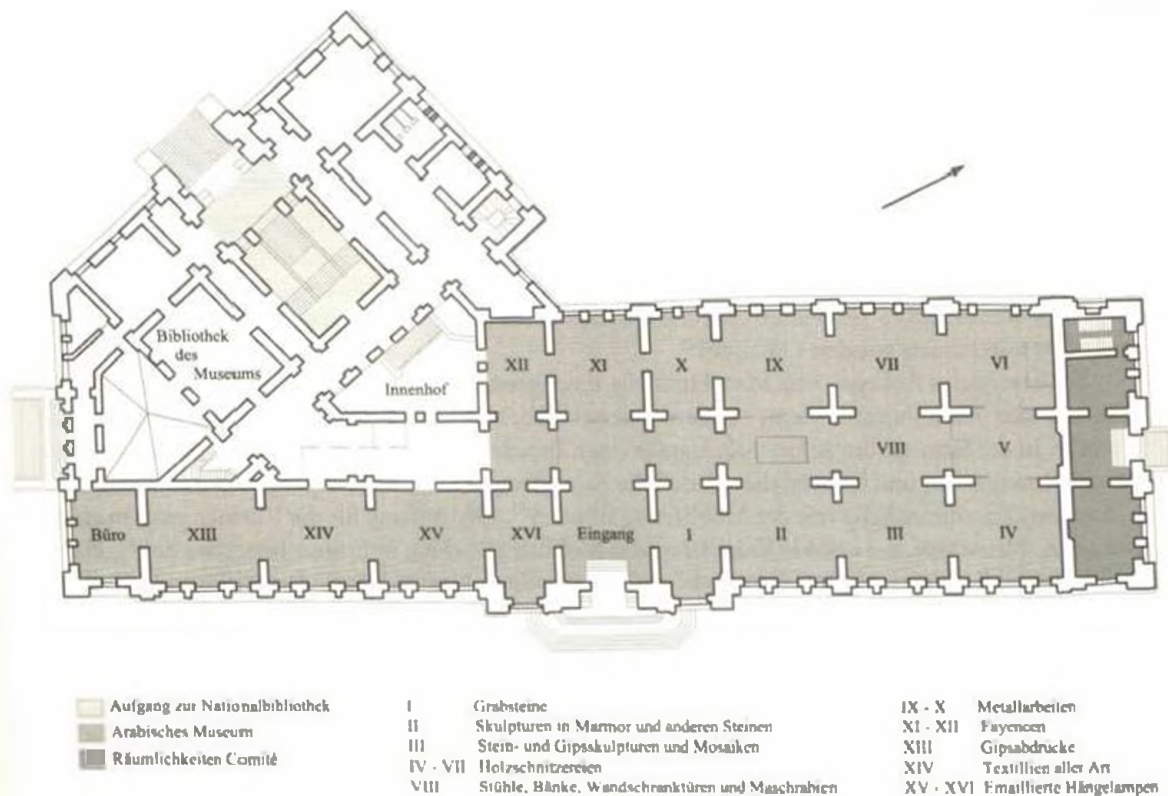 Bibliothek
des
Museums
Innenhof
XII XI X IX VII VI
VIII V
Büro XIII XIV XV XVI Eingang I II III IV
Aufgang zur Nationalbibliothek
Arabisches Museum
Räumlichkeiten Comité
I Grabsteine
II Skulpturen in Marmor und anderen Steinen
III Stein- und Gipsskulpturen und Mosaiken
IV - VII Holzschnitzereien
VIII Stühle, Bänke, Wandschranktüren und Maschrabien
IX - X Metallarbeiten
XI - XII Fayencen
XIII Gipsabdrücke
XIV Textilien aller Art
XV - XVI Emaillierte Hängelampen